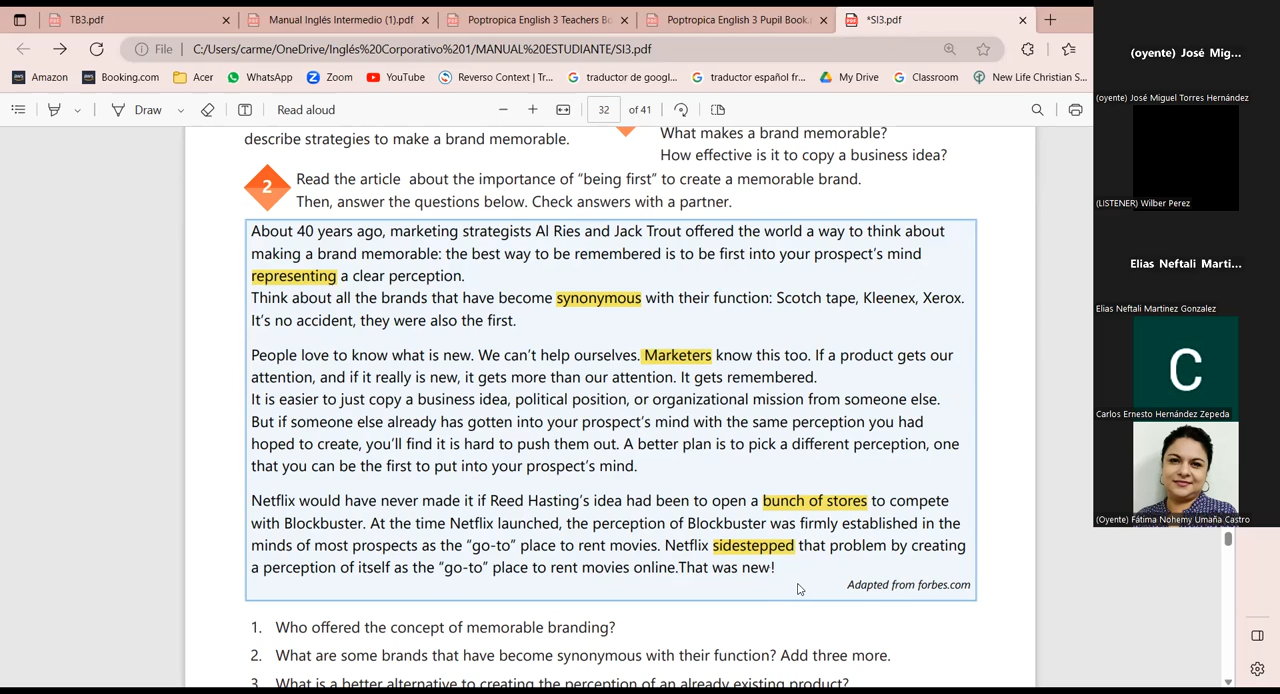 TB3.pdf
Manual Inglés Intermedio (1).pdf
Poptropica English 3 Teachers Bo
Poptropica English 3 Pupil Book.
*SI3.pdf
File
C:/Users/carme/OneDrive/Inglés%20Corporativo%201/MANUAL%20ESTUDIANTE/SI3.pdf
Amazon
Booking.com
Acer
WhatsApp
Zoom
YouTube
Reverso Context | Tr...
traductor de googl...
traductor español fr...
My Drive
Classroom
New Life Christian S...
Draw
Read aloud
32 of 41
describe strategies to make a brand memorable.
What makes a brand memorable?
How effective is it to copy a business idea?
2
Read the article about the importance of “being first” to create a memorable brand.
Then, answer the questions below. Check answers with a partner.
About 40 years ago, marketing strategists Al Ries and Jack Trout offered the world a way to think about
making a brand memorable: the best way to be remembered is to be first into your prospect’s mind
representing a clear perception.
Think about all the brands that have become synonymous with their function: Scotch tape, Kleenex, Xerox.
It’s no accident, they were also the first.
People love to know what is new. We can’t help ourselves. Marketers know this too. If a product gets our
attention, and if it really is new, it gets more than our attention. It gets remembered.
It is easier to just copy a business idea, political position, or organizational mission from someone else.
But if someone else already has gotten into your prospect’s mind with the same perception you had
hoped to create, you’ll find it is hard to push them out. A better plan is to pick a different perception, one
that you can be the first to put into your prospect’s mind.
Netflix would have never made it if Reed Hasting’s idea had been to open a bunch of stores to compete
with Blockbuster. At the time Netflix launched, the perception of Blockbuster was firmly established in the
minds of most prospects as the “go-to” place to rent movies. Netflix sidestepped that problem by creating
a perception of itself as the “go-to” place to rent movies online.That was new!
Adapted from forbes.com
1. Who offered the concept of memorable branding?
2. What are some brands that have become synonymous with their function? Add three more.
3. What is a better alternative to creating the perception of an already existing product?
(oyente) José Mig...
(oyente) José Miguel Torres Hernández
(LISTENER) Wilber Perez
Elias Neftali Marti...
Elias Neftali Martinez Gonzalez
C
Carlos Ernesto Hernández Zepeda
(Oyente) Fátima Nohemy Umaña Castro